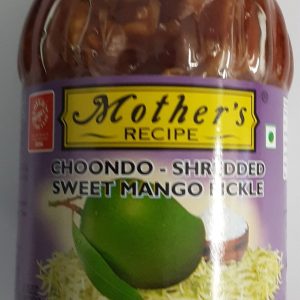 Mother's
RECIPE
CHOONDO - SHREDDED
SWEET MANGO PICKLE